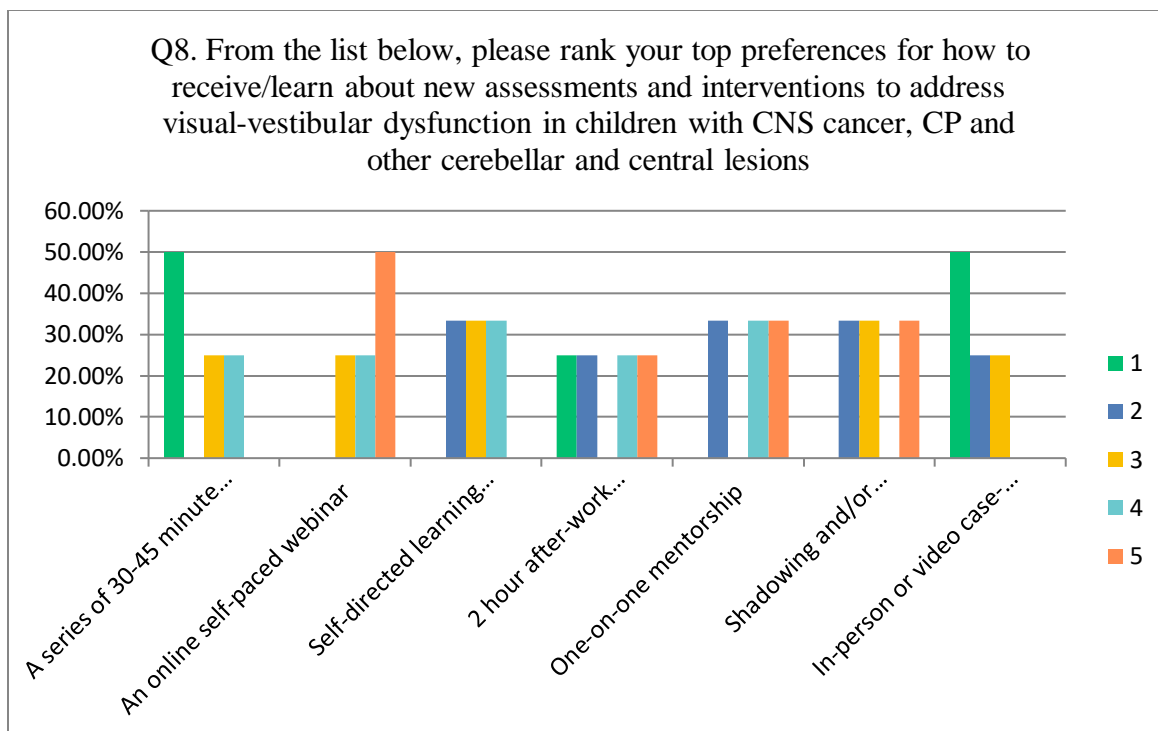 Q8. From the list below, please rank your top preferences for how to
receive/learn about new assessments and interventions to address
visual-vestibular dysfunction in children with CNS cancer, CP and
other cerebellar and central lesions
60.00%
50.00%
40.00%
30.00%
20.00%
10.00%
0.00%
A series of 30-45 minute...
An online self-paced webinar
Self-directed learning...
2 hour after-work...
One-on-one mentorship
Shadowing and/or...
In-person or video case-...
1
2
3
4
5